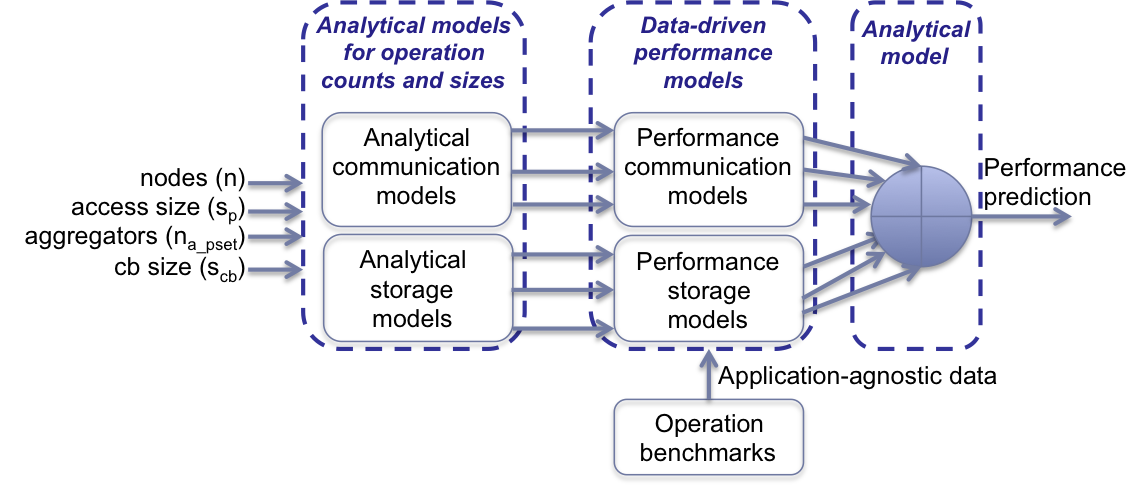 Analytical models
for operation
counts and sizes
Data-driven
performance
models
Analytical
model
nodes (n)
access size (sp)
aggregators (na_pset)
cb size (scb)
Analytical
communication
models
Analytical
storage
models
Performance
communication
models
Performance
storage
models
Performance
prediction
Application-agnostic data
Operation
benchmarks